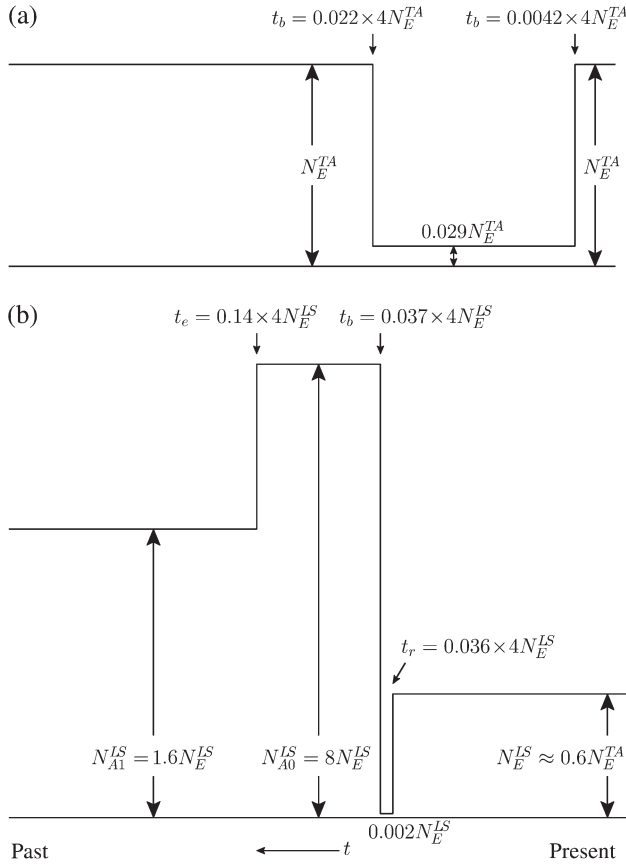 (a)
t_b = 0.022×4N_E^{TA}
t_b = 0.0042×4N_E^{TA}
N_E^{TA}
0.029N_E^{TA}
N_E^{TA}
(b)
t_e = 0.14×4N_E^{LS}
t_b = 0.037×4N_E^{LS}
t_r = 0.036×4N_E^{LS}
N_{A1}^{LS} = 1.6N_E^{LS}
N_{A0}^{LS} = 8N_E^{LS}
N_E^{LS} ≈ 0.6N_E^{TA}
0.002N_E^{LS}
Past
t
Present